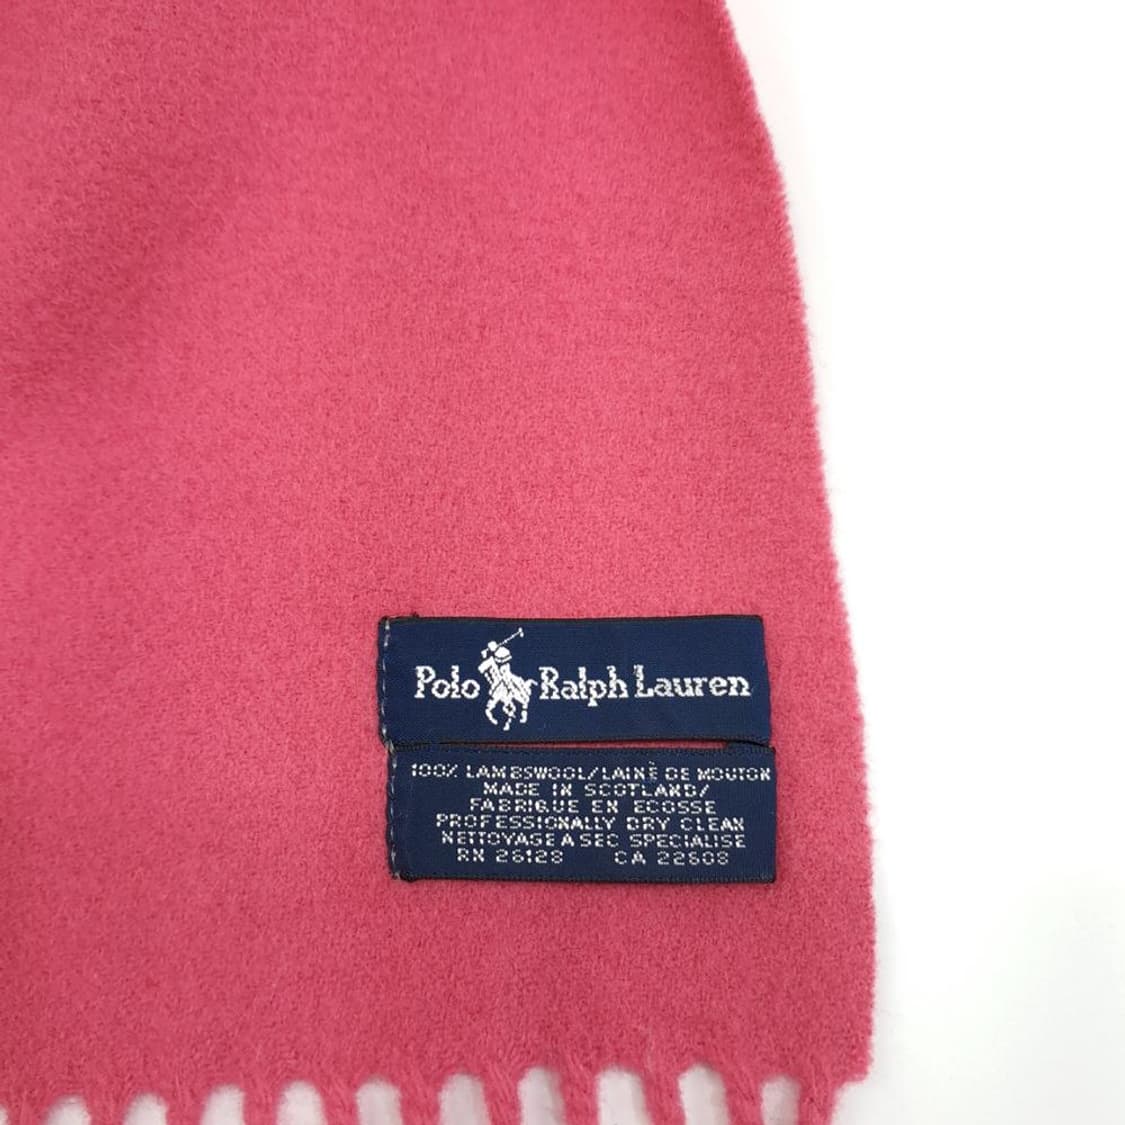 Polo Ralph Lauren
100% LAMBSWOOL/LAINE DE MOUTON
MADE IN SCOTLAND/
FABRIQUE EN ECOSSE
PROFESSIONALLY DRY CLEAN
NETTOYAGE A SEC SPECIALISE
RN 26128 CA 22608